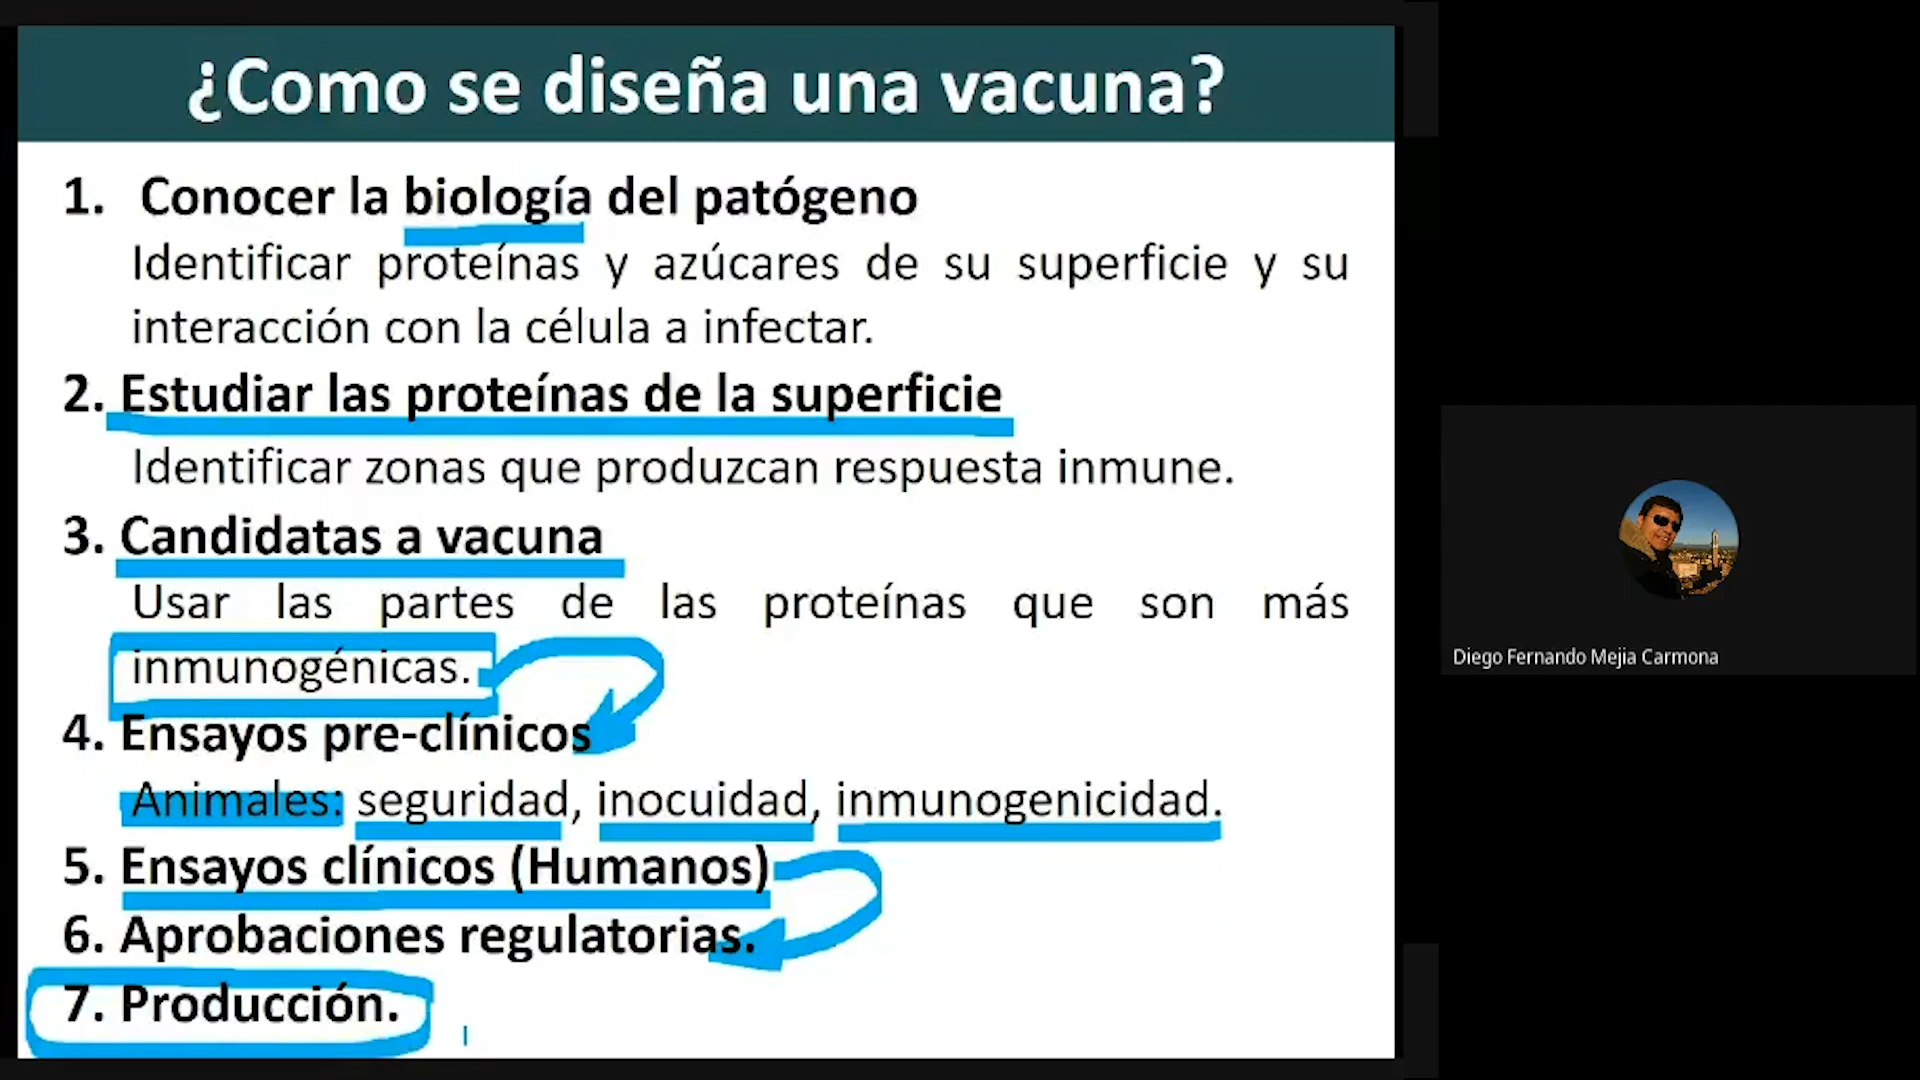 ¿Como se diseña una vacuna?
1. Conocer la biología del patógeno
Identificar proteínas y azúcares de su superficie y su
interacción con la célula a infectar.
2. Estudiar las proteínas de la superficie
Identificar zonas que produzcan respuesta inmune.
3. Candidatas a vacuna
Usar las partes de las proteínas que son más
inmunogénicas.
4. Ensayos pre-clínicos
Animales: seguridad, inocuidad, inmunogenicidad.
5. Ensayos clínicos (Humanos)
6. Aprobaciones regulatorias.
7. Producción.
Diego Fernando Mejia Carmona